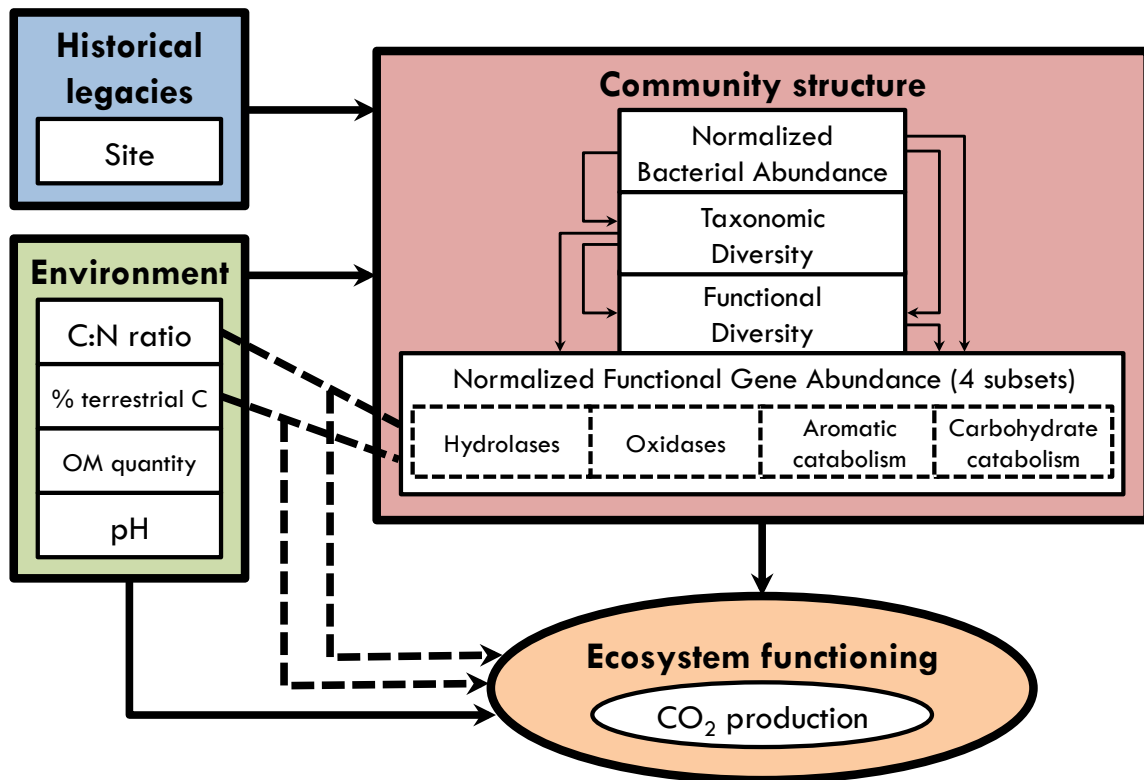 Historical
legacies
Site
Environment
C:N ratio
% terrestrial C
OM quantity
pH
Community structure
Normalized
Bacterial Abundance
Taxonomic
Diversity
Functional
Diversity
Normalized Functional Gene Abundance (4 subsets)
Hydrolases
Oxidases
Aromatic
catabolism
Carbohydrate
catabolism
Ecosystem functioning
CO₂ production